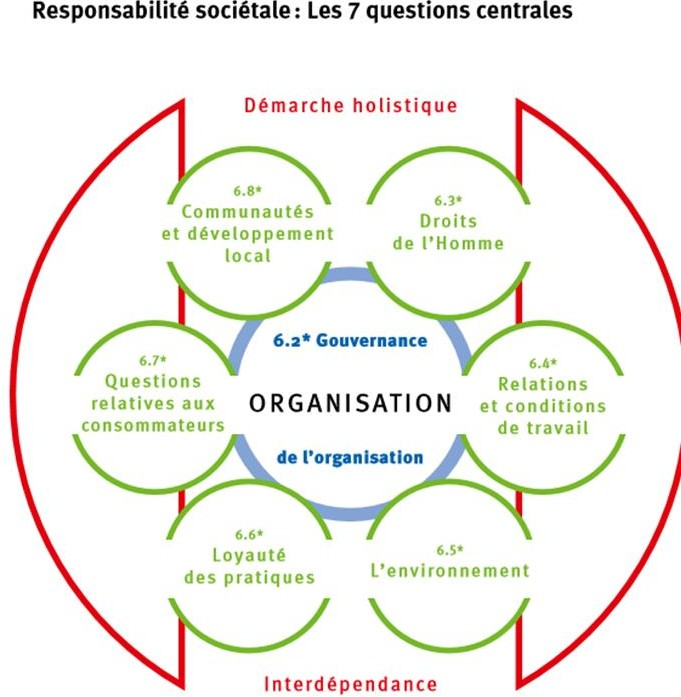 Responsabilité sociétale : Les 7 questions centrales
Démarche holistique
6.8*
Communautés
et développement
local
6.3*
Droits
de l'Homme
6.2* Gouvernance
6.7*
Questions
relatives aux
consommateurs
ORGANISATION
6.4*
Relations
et conditions
de travail
de l'organisation
6.6*
Loyauté
des pratiques
6.5*
L'environnement
Interdépendance